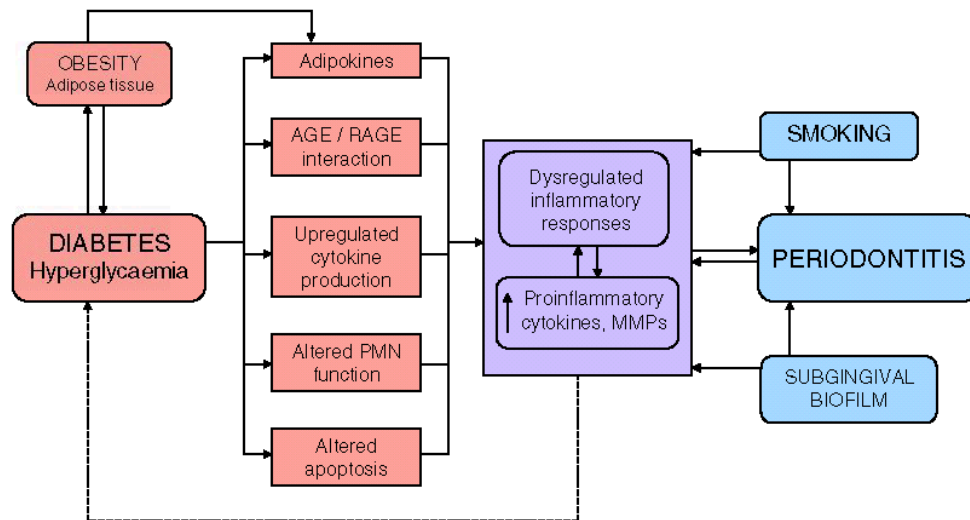 OBESITY
Adipose tissue
DIABETES
Hyperglycaemia
Adipokines
AGE / RAGE
interaction
Upregulated
cytokine
production
Altered PMN
function
Altered
apoptosis
Dysregulated
inflammatory
responses
Proinflammatory
cytokines, MMPs
SMOKING
PERIODONTITIS
SUBGINGIVAL
BIOFILM